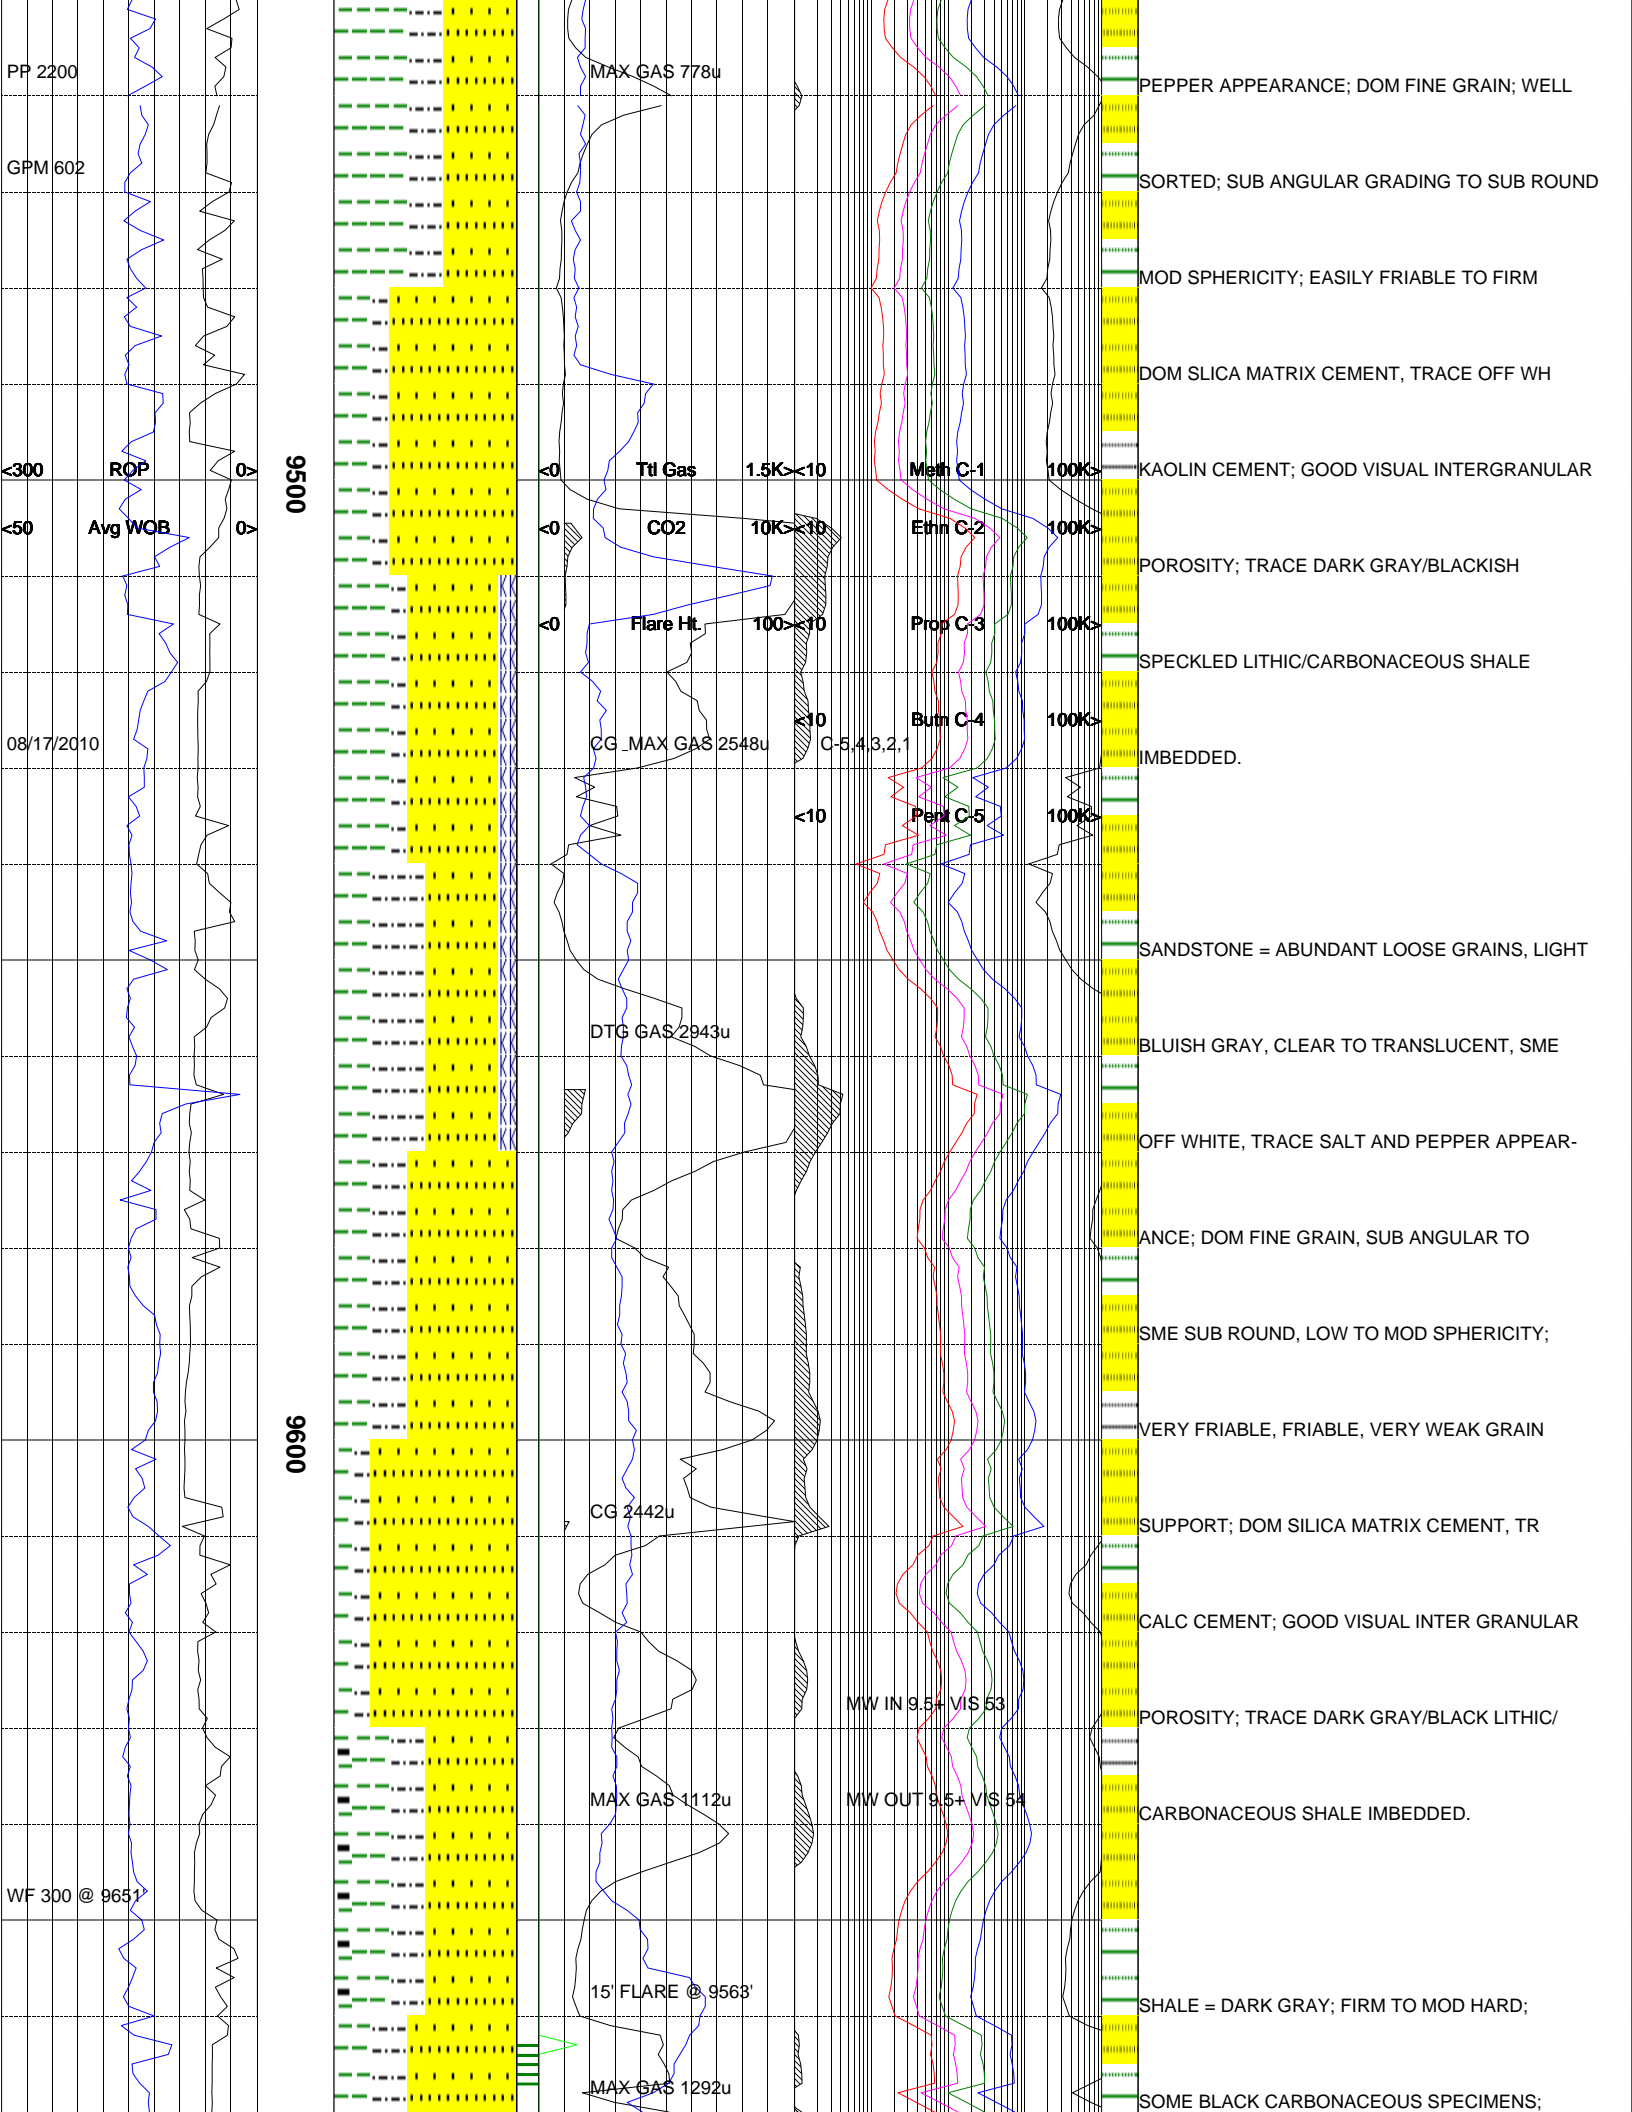 PP 2200
MAX GAS 778u
PEPPER APPEARANCE; DOM FINE GRAIN; WELL
GPM 602
SORTED; SUB ANGULAR GRADING TO SUB ROUND
MOD SPHERICITY; EASILY FRIABLE TO FIRM
DOM SLICA MATRIX CEMENT, TRACE OFF WH
<300 ROP 0>
9500
<0 Ttl Gas 1.5K>
<10 Meth C-1 100K>
KAOLIN CEMENT; GOOD VISUAL INTERGRANULAR
<50 Avg WOB 0>
<0 CO2 10K>
<10 Ethn C-2 100K>
POROSITY; TRACE DARK GRAY/BLACKISH
<0 Flare Ht. 100>
<10 Prop C-3 100K>
SPECKLED LITHIC/CARBONACEOUS SHALE
<10 Butn C-4 100K>
08/17/2010
CG_MAX GAS 2548u
C-5,4,3,2,1
IMBEDDED.
<10 Pent C-5 100K>
SANDSTONE = ABUNDANT LOOSE GRAINS, LIGHT
DTG GAS 2943u
BLUISH GRAY, CLEAR TO TRANSLUCENT, SME
OFF WHITE, TRACE SALT AND PEPPER APPEAR-
ANCE; DOM FINE GRAIN, SUB ANGULAR TO
SME SUB ROUND, LOW TO MOD SPHERICITY;
9600
VERY FRIABLE, FRIABLE, VERY WEAK GRAIN
CG 2442u
SUPPORT; DOM SILICA MATRIX CEMENT, TR
CALC CEMENT; GOOD VISUAL INTER GRANULAR
MW IN 9.5+ VIS 53
POROSITY; TRACE DARK GRAY/BLACK LITHIC/
MAX GAS 1112u
MW OUT 9.5+ VIS 54
CARBONACEOUS SHALE IMBEDDED.
WF 300 @ 9651'
15' FLARE @ 9563'
SHALE = DARK GRAY; FIRM TO MOD HARD;
MAX GAS 1292u
SOME BLACK CARBONACEOUS SPECIMENS;